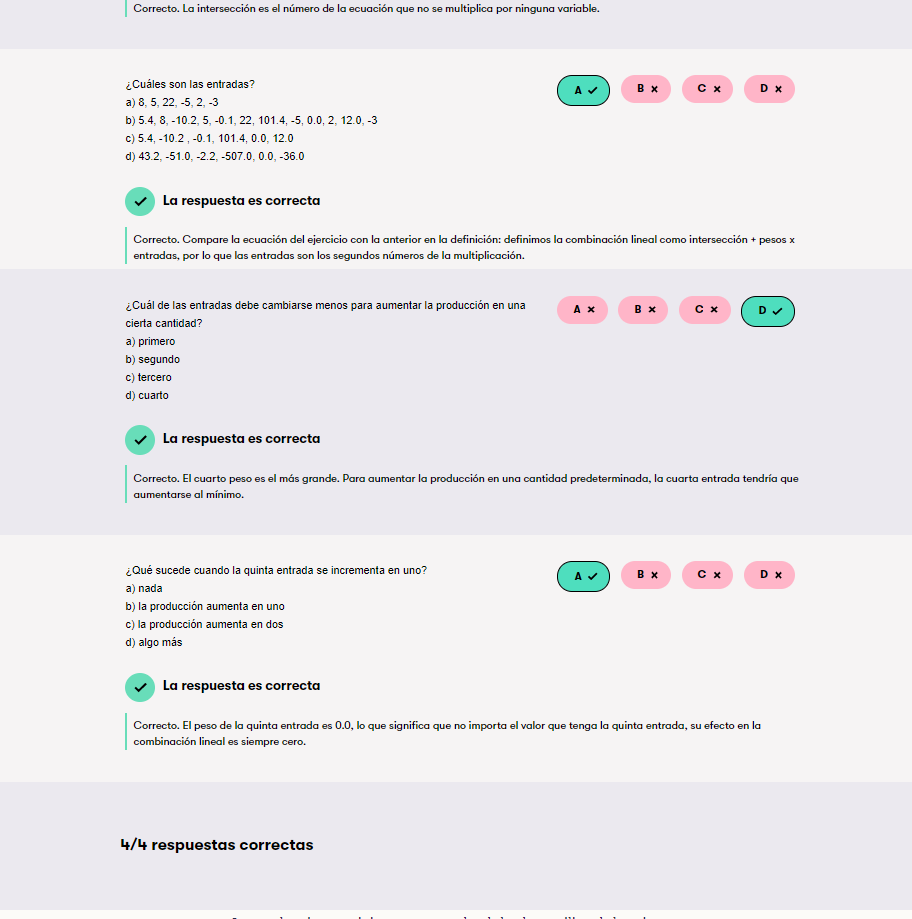 Correcto. La intersección es el número de la ecuación que no se multiplica por ninguna variable.
¿Cuáles son las entradas?
a) 8, 5, 22, -5, 2, -3
b) 5.4, 8, -10.2, 5, -0.1, 22, 101.4, -5, 0.0, 2, 12.0, -3
c) 5.4, -10.2 , -0.1, 101.4, 0.0, 12.0
d) 43.2, -51.0, -2.2, -507.0, 0.0, -36.0
A ✓ B × C × D ×
La respuesta es correcta
Correcto. Compare la ecuación del ejercicio con la anterior en la definición: definimos la combinación lineal como intersección + pesos x
entradas, por lo que las entradas son los segundos números de la multiplicación.
¿Cuál de las entradas debe cambiarse menos para aumentar la producción en una
cierta cantidad?
a) primero
b) segundo
c) tercero
d) cuarto
A × B × C × D ✓
La respuesta es correcta
Correcto. El cuarto peso es el más grande. Para aumentar la producción en una cantidad predeterminada, la cuarta entrada tendría que
aumentarse al mínimo.
¿Qué sucede cuando la quinta entrada se incrementa en uno?
a) nada
b) la producción aumenta en uno
c) la producción aumenta en dos
d) algo más
A ✓ B × C × D ×
La respuesta es correcta
Correcto. El peso de la quinta entrada es 0.0, lo que significa que no importa el valor que tenga la quinta entrada, su efecto en la
combinación lineal es siempre cero.
4/4 respuestas correctas